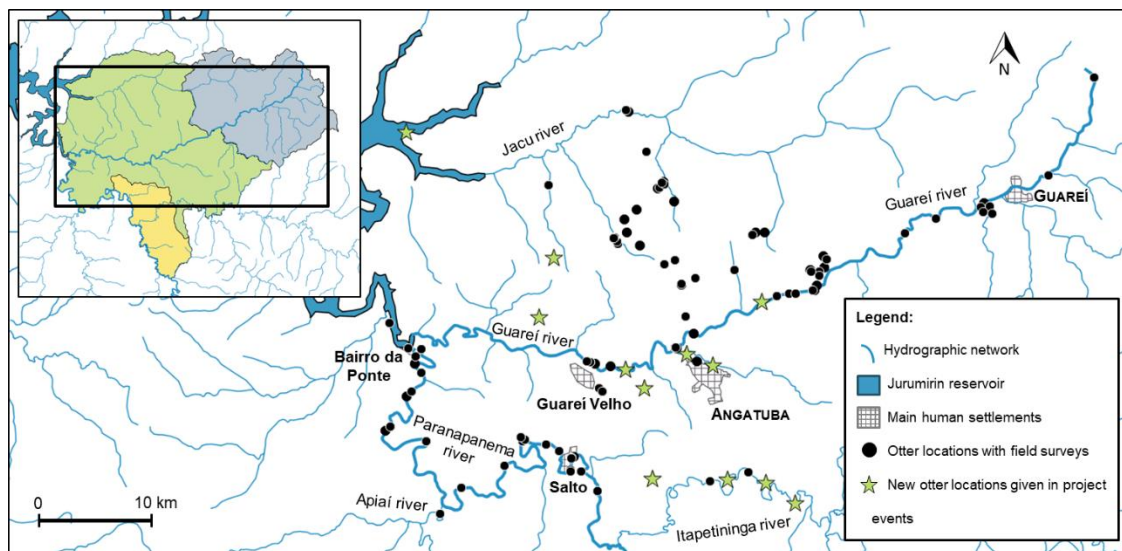 N
Jacu river
Guareí river
GUAREÍ
Guareí river
Bairro da
Ponte
Guareí Velho
ANGATUBA
Paranapanema
river
Salto
Apiaí river
Itapetininga river
0 10 km
Legend:
Hydrographic network
Jurumirin reservoir
Main human settlements
Otter locations with field surveys
New otter locations given in project
events